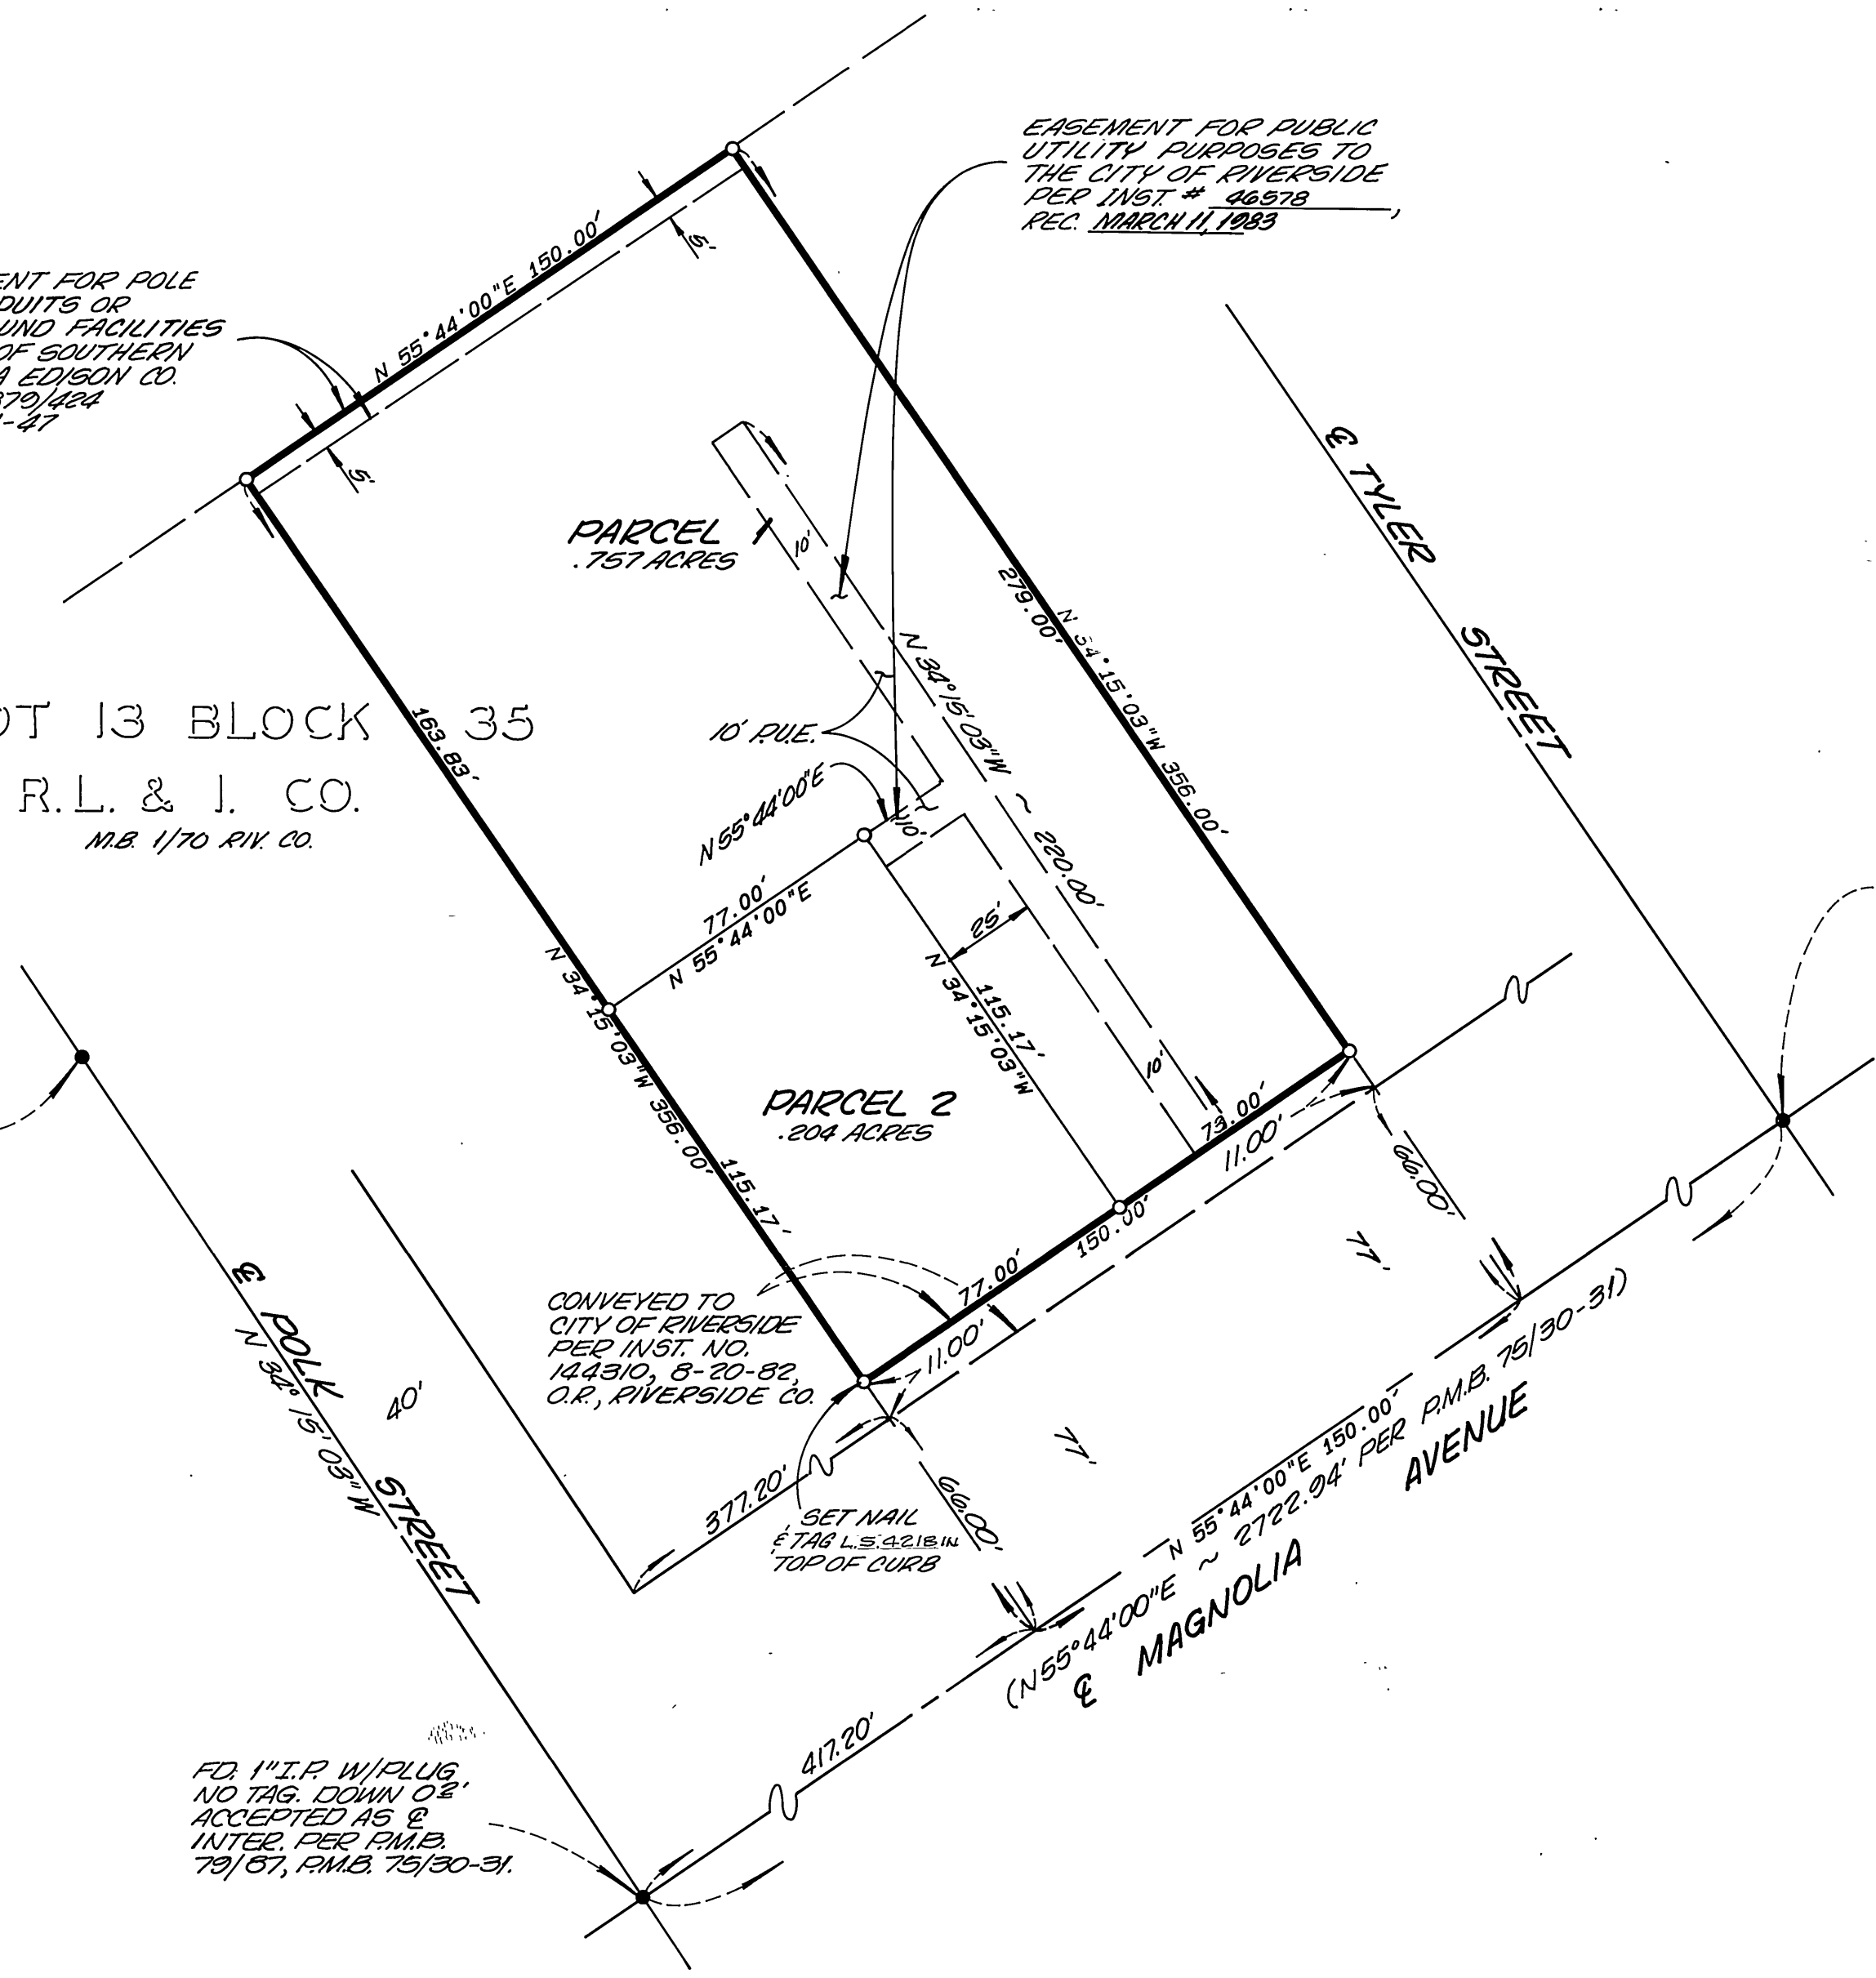 EASEMENT FOR PUBLIC
UTILITY PURPOSES TO
THE CITY OF RIVERSIDE
PER INST. # 46578,
REC. MARCH 11, 1983
ENT FOR POLE
DUITS OR
UND FACILITIES
OF SOUTHERN
A EDISON CO.
379/424
1-47
N 55°44'00"E 150.00'
5'
5'
PARCEL 1
.757 ACRES
10'
279.00'
N 34°15'03"W 356.00'
℄ TYLER STREET
N 34°15'03"W ~ 220.00'
OT 13 BLOCK 35
R.L. & I. CO.
M.B. 1/70 RIV. CO.
163.83'
10' P.U.E.
N55°44'00"E
10'
77.00'
N 55°44'00"E
25'
115.17'
N 34°15'03"W
N 34°15'03"W 356.00'
115.17'
PARCEL 2
.204 ACRES
10'
73.00'
11.00'
66.00'
150.00'
77.00'
11.00'
77'
77'
CONVEYED TO
CITY OF RIVERSIDE
PER INST. NO.
144310, 8-20-82,
O.R., RIVERSIDE CO.
℄ POLK STREET
N 34°15'03"W
40'
377.20'
66.00'
SET NAIL
& TAG L.S. 4218 IN
TOP OF CURB
N 55°44'00"E 150.00'
(N55°44'00"E ~ 2722.94' PER P.M.B. 75/30-31)
℄ MAGNOLIA AVENUE
417.20'
FD. 1" I.P. W/PLUG
NO TAG. DOWN
ACCEPTED AS ℄
INTER. PER P.M.B.
79/87, P.M.B. 75/30-31.